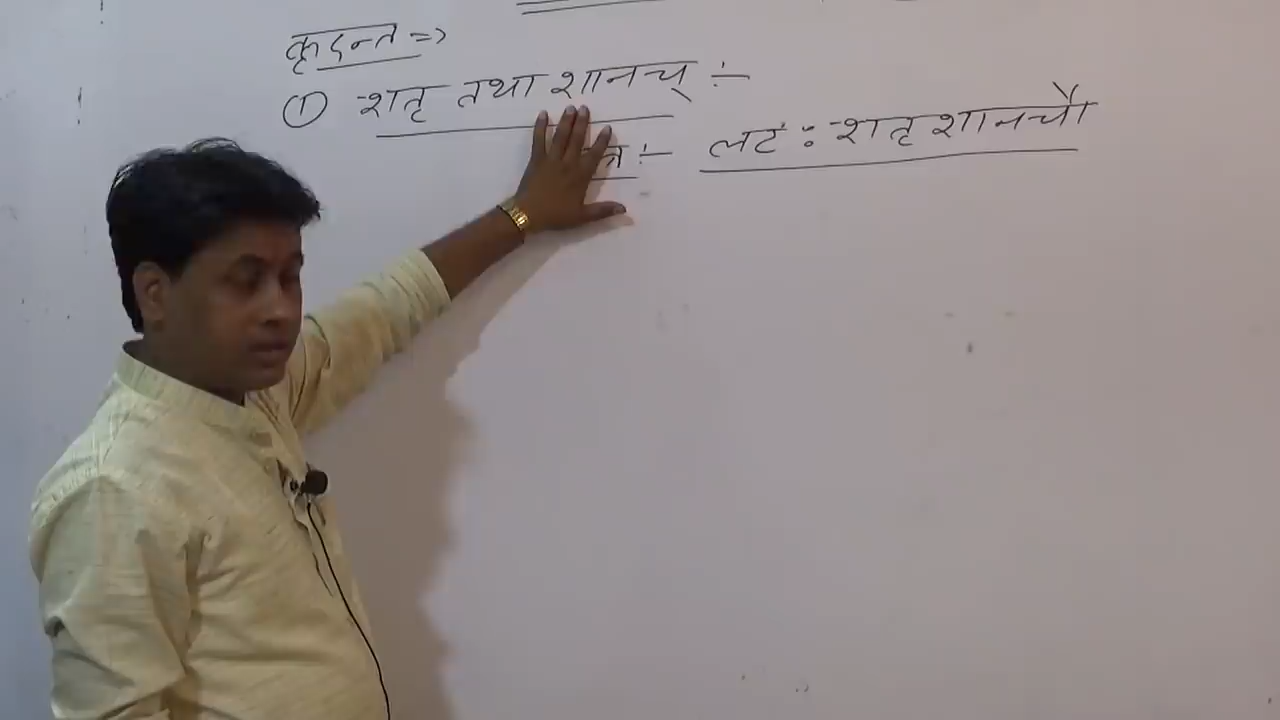 कृदन्त =>
① शतृ तथा शानच् ÷
÷ लटः शतृ शानचौ